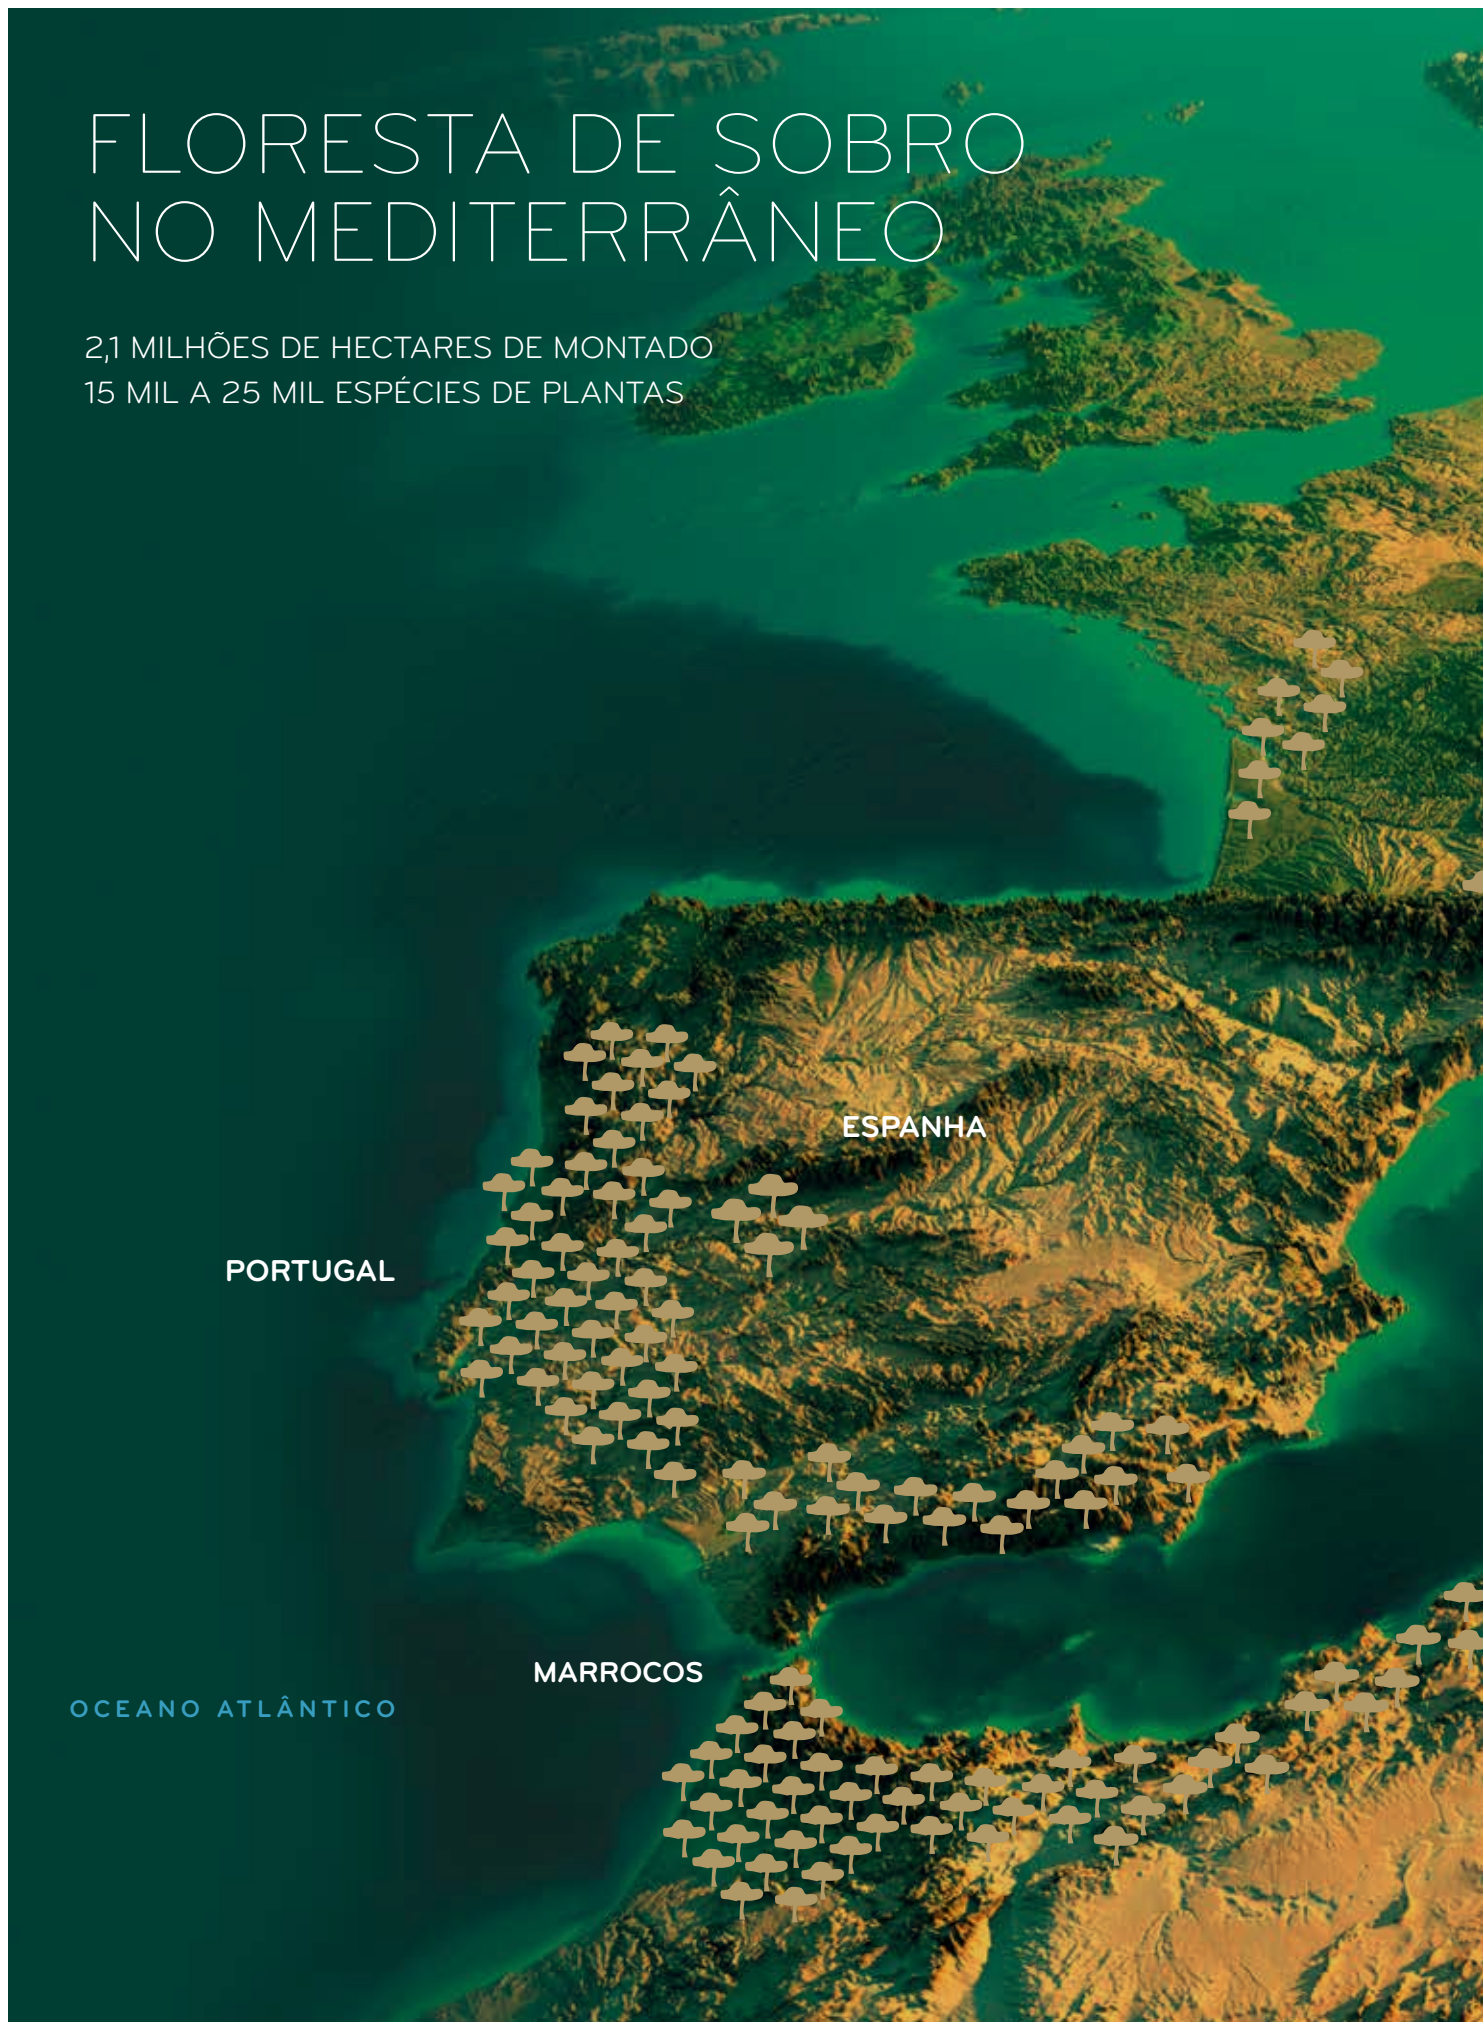 FLORESTA DE SOBRO
NO MEDITERRÂNEO
2,1 MILHÕES DE HECTARES DE MONTADO
15 MIL A 25 MIL ESPÉCIES DE PLANTAS
ESPANHA
PORTUGAL
MARROCOS
OCEANO ATLÂNTICO